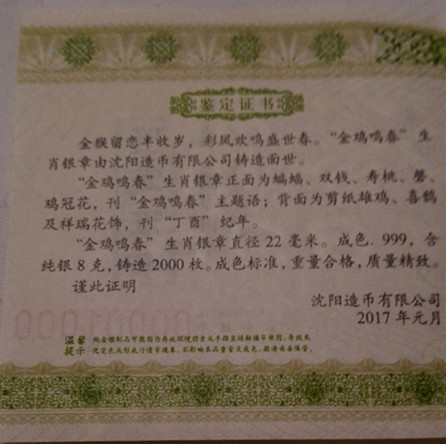 鉴定证书
金猴留恋丰收岁，彩凤欢鸣盛世春。“金鸡鸣春”生
肖银章由沈阳造币有限公司铸造面世。
“金鸡鸣春”生肖银章正面为蝙蝠、双钱、寿桃、磬、
鸡冠花，刊“金鸡鸣春”主题语；背面为剪纸雄鸡、喜鹊
及祥瑞花饰，刊“丁酉”纪年。
“金鸡鸣春”生肖银章直径22毫米。成色.999，含
纯银8克，铸造2000枚。成色标准，重量合格，质量精致。
谨此证明
沈阳造币有限公司
2017年元月
温馨
提示